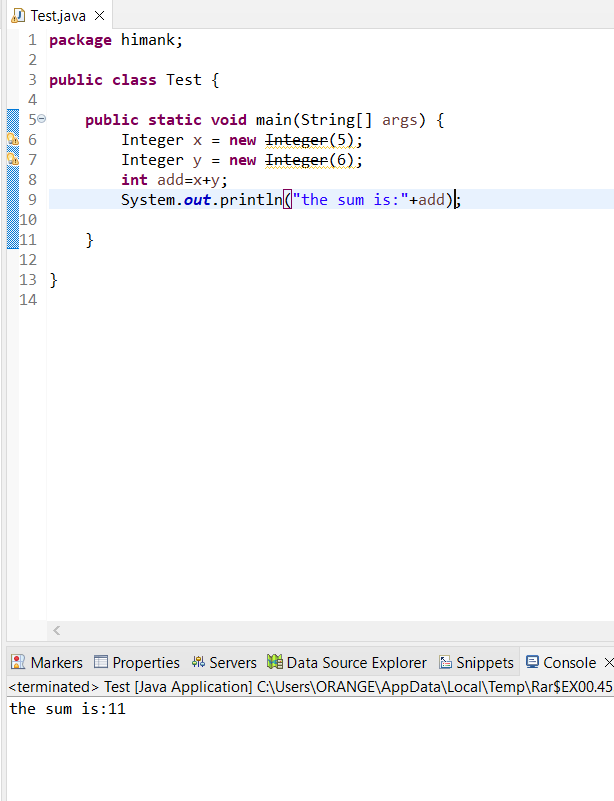 Test.java
1 package himank;
2
3 public class Test {
4
5 public static void main(String[] args) {
6 Integer x = new Integer(5);
7 Integer y = new Integer(6);
8 int add=x+y;
9 System.out.println("the sum is:"+add);
10
11 }
12
13 }
14
Markers Properties Servers Data Source Explorer Snippets Console
<terminated> Test [Java Application] C:\Users\ORANGE\AppData\Local\Temp\Rar$EX00.45
the sum is:11